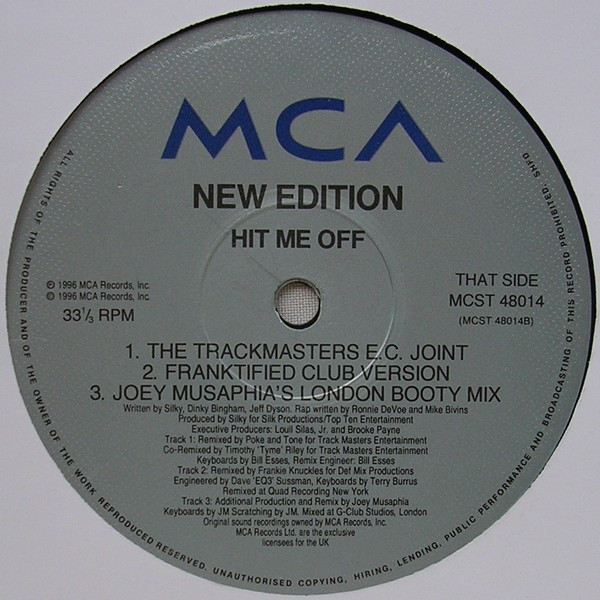 MCA
NEW EDITION
HIT ME OFF
℗ 1996 MCA Records, Inc.
© 1996 MCA Records, Inc.
33⅓ RPM
THAT SIDE
MCST 48014
(MCST 48014B)
1. THE TRACKMASTERS E.C. JOINT
2. FRANKTIFIED CLUB VERSION
3. JOEY MUSAPHIA'S LONDON BOOTY MIX
Written by Silky, Dinky Bingham, Jeff Dyson. Rap written by Ronnie DeVoe and Mike Bivins
Produced by Silky for Silk Productions/Top Ten Entertainment
Executive Producers: Louil Silas, Jr. and Brooke Payne
Track 1: Remixed by Poke and Tone for Track Masters Entertainment
Co-Remixed by Timothy 'Tyme' Riley for Track Masters Entertainment
Keyboards by Bill Esses, Remix Engineer: Bill Esses
Track 2: Remixed by Frankie Knuckles for Def Mix Productions
Engineered by Dave 'EQ3' Sussman, Keyboards by Terry Burrus
Remixed at Quad Recording New York
Track 3: Additional Production and Remix by Joey Musaphia
Keyboards by JM Scratching by JM. Mixed at G-Club Studios, London
Original sound recordings owned by MCA Records, Inc.
MCA Records Ltd. are the exclusive
licensees for the UK
ALL RIGHTS OF THE PRODUCER AND OF THE OWNER OF THE WORK REPRODUCED RESERVED. UNAUTHORISED COPYING, HIRING, LENDING, PUBLIC PERFORMANCE AND BROADCASTING OF THIS RECORD PROHIBITED. SHFD